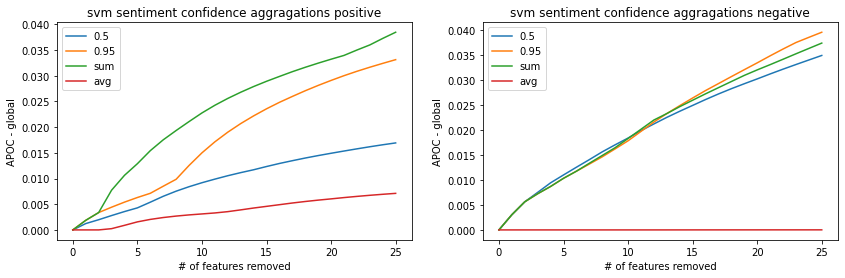 svm sentiment confidence aggragations positive
0.040
0.035
0.030
0.025
0.020
0.015
0.010
0.005
0.000
APOC - global
0.5
0.95
sum
avg
0 5 10 15 20 25
# of features removed
svm sentiment confidence aggragations negative
0.040
0.035
0.030
0.025
0.020
0.015
0.010
0.005
0.000
APOC - global
0.5
0.95
sum
avg
0 5 10 15 20 25
# of features removed